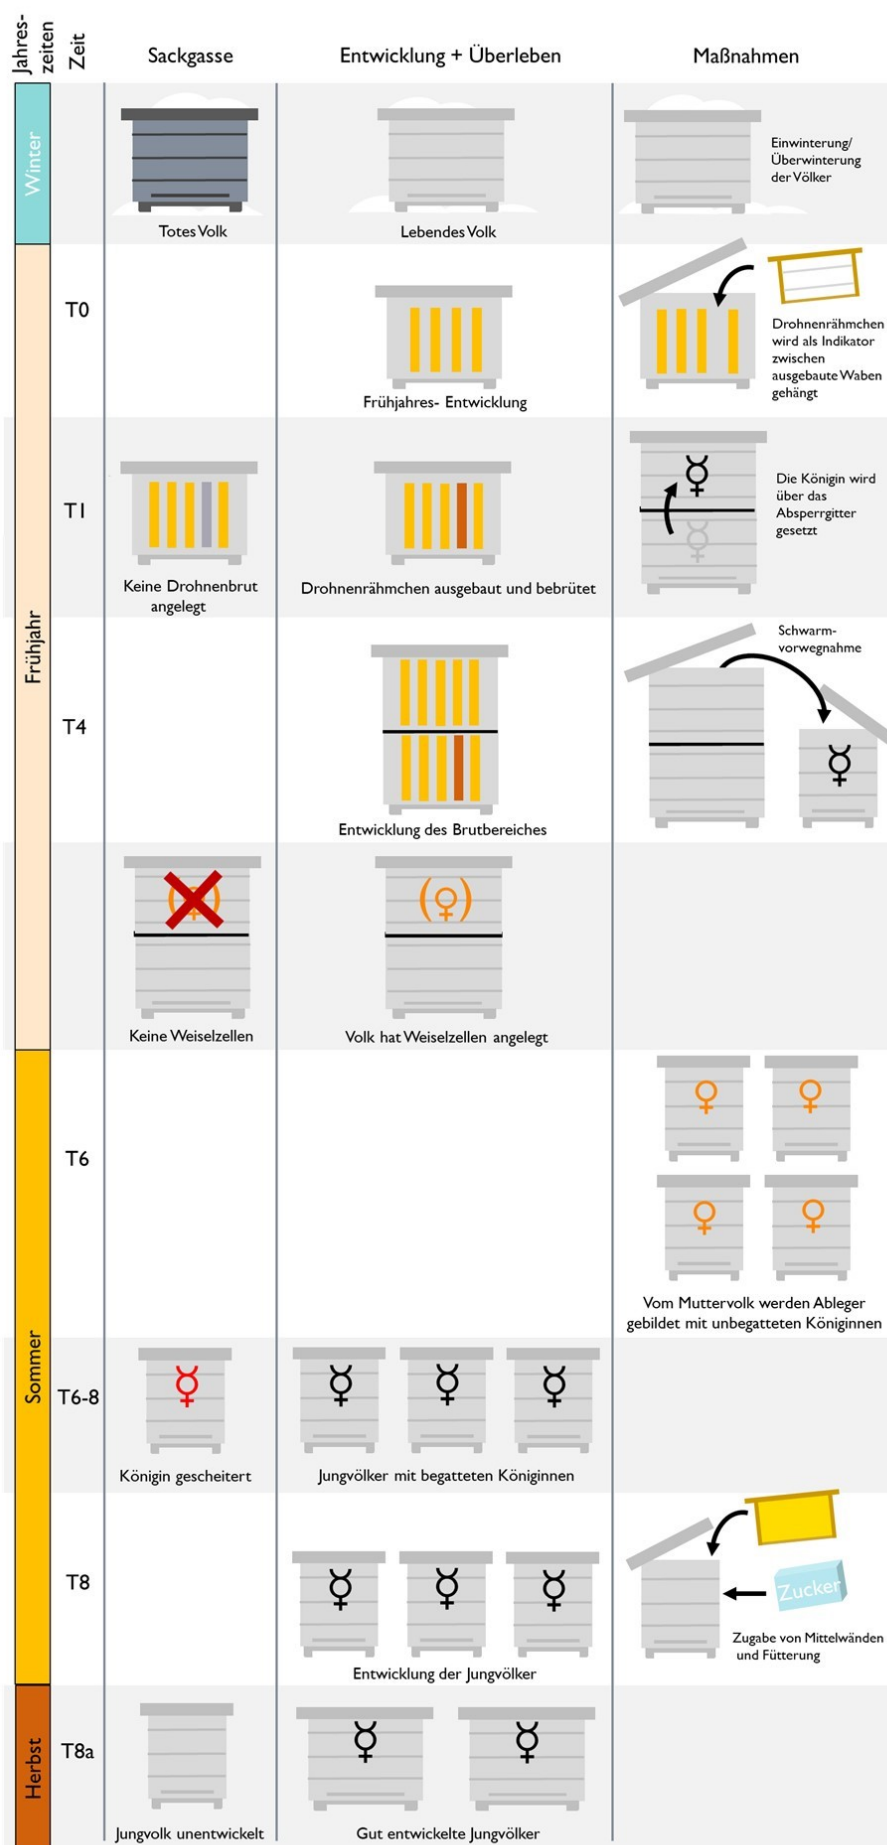 Jahres-
zeiten
Zeit
Sackgasse
Entwicklung + Überleben
Maßnahmen
Winter
Totes Volk
Lebendes Volk
Einwinterung/
Überwinterung
der Völker
Frühjahr
T0
Frühjahres- Entwicklung
Drohnenrähmchen
wird als Indikator
zwischen
ausgebaute Waben
gehängt
T1
Keine Drohnenbrut
angelegt
Drohnenrähmchen ausgebaut und bebrütet
Die Königin wird
über das
Absperrgitter
gesetzt
T4
Entwicklung des Brutbereiches
Schwarm-
vorwegnahme
Keine Weiselzellen
Volk hat Weiselzellen angelegt
Sommer
T6
Vom Muttervolk werden Ableger
gebildet mit unbegatteten Königinnen
T6-8
Königin gescheitert
Jungvölker mit begatteten Königinnen
T8
Entwicklung der Jungvölker
Zucker
Zugabe von Mittelwänden
und Fütterung
Herbst
T8a
Jungvolk unentwickelt
Gut entwickelte Jungvölker